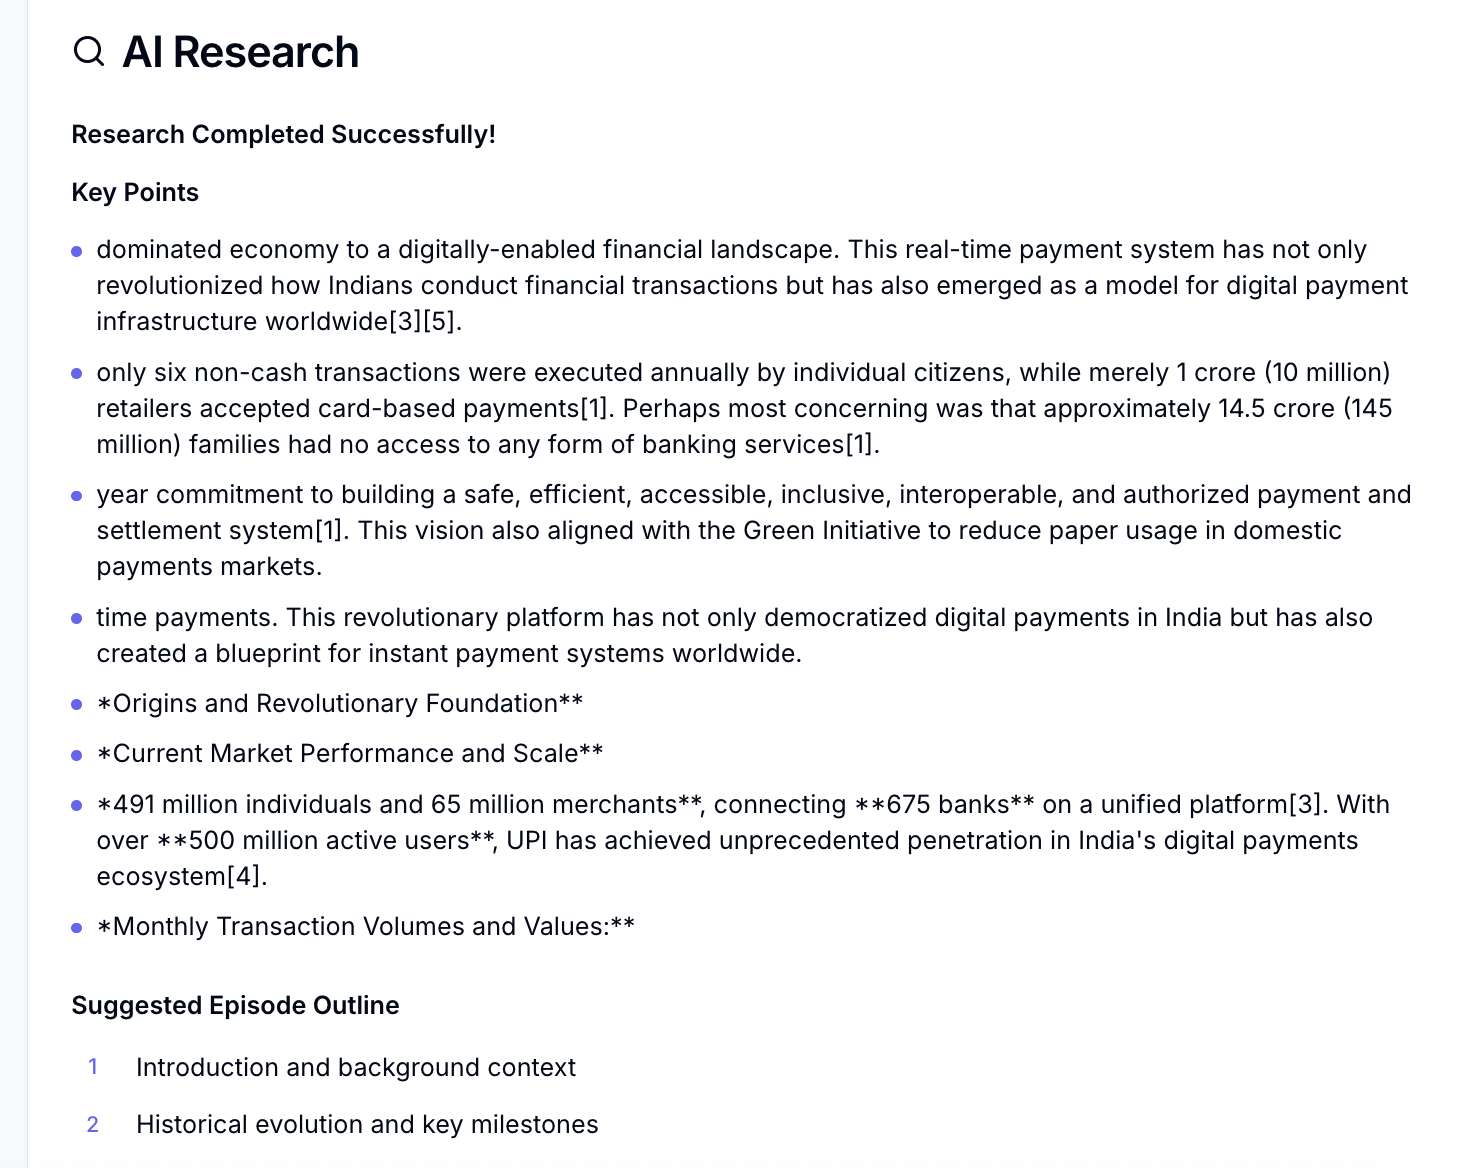 AI Research
Research Completed Successfully!
Key Points
dominated economy to a digitally-enabled financial landscape. This real-time payment system has not only
revolutionized how Indians conduct financial transactions but has also emerged as a model for digital payment
infrastructure worldwide[3][5].
only six non-cash transactions were executed annually by individual citizens, while merely 1 crore (10 million)
retailers accepted card-based payments[1]. Perhaps most concerning was that approximately 14.5 crore (145
million) families had no access to any form of banking services[1].
year commitment to building a safe, efficient, accessible, inclusive, interoperable, and authorized payment and
settlement system[1]. This vision also aligned with the Green Initiative to reduce paper usage in domestic
payments markets.
time payments. This revolutionary platform has not only democratized digital payments in India but has also
created a blueprint for instant payment systems worldwide.
*Origins and Revolutionary Foundation**
*Current Market Performance and Scale**
*491 million individuals and 65 million merchants**, connecting **675 banks** on a unified platform[3]. With
over **500 million active users**, UPI has achieved unprecedented penetration in India's digital payments
ecosystem[4].
*Monthly Transaction Volumes and Values:**
Suggested Episode Outline
1 Introduction and background context
2 Historical evolution and key milestones